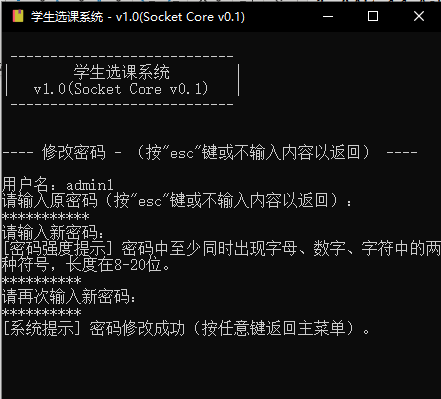 学生选课系统 - v1.0(Socket Core v0.1)
----------------------------
|        学生选课系统        |
|   v1.0(Socket Core v0.1)   |
----------------------------
---- 修改密码 - （按"esc"键或不输入内容以返回） ----
用户名：admin1
请输入原密码（按"esc"键或不输入内容以返回）：
***********
请输入新密码：
[密码强度提示] 密码中至少同时出现字母、数字、字符中的两
种符号，长度在8-20位。
**********
请再次输入新密码：
**********
[系统提示] 密码修改成功（按任意键返回主菜单）。